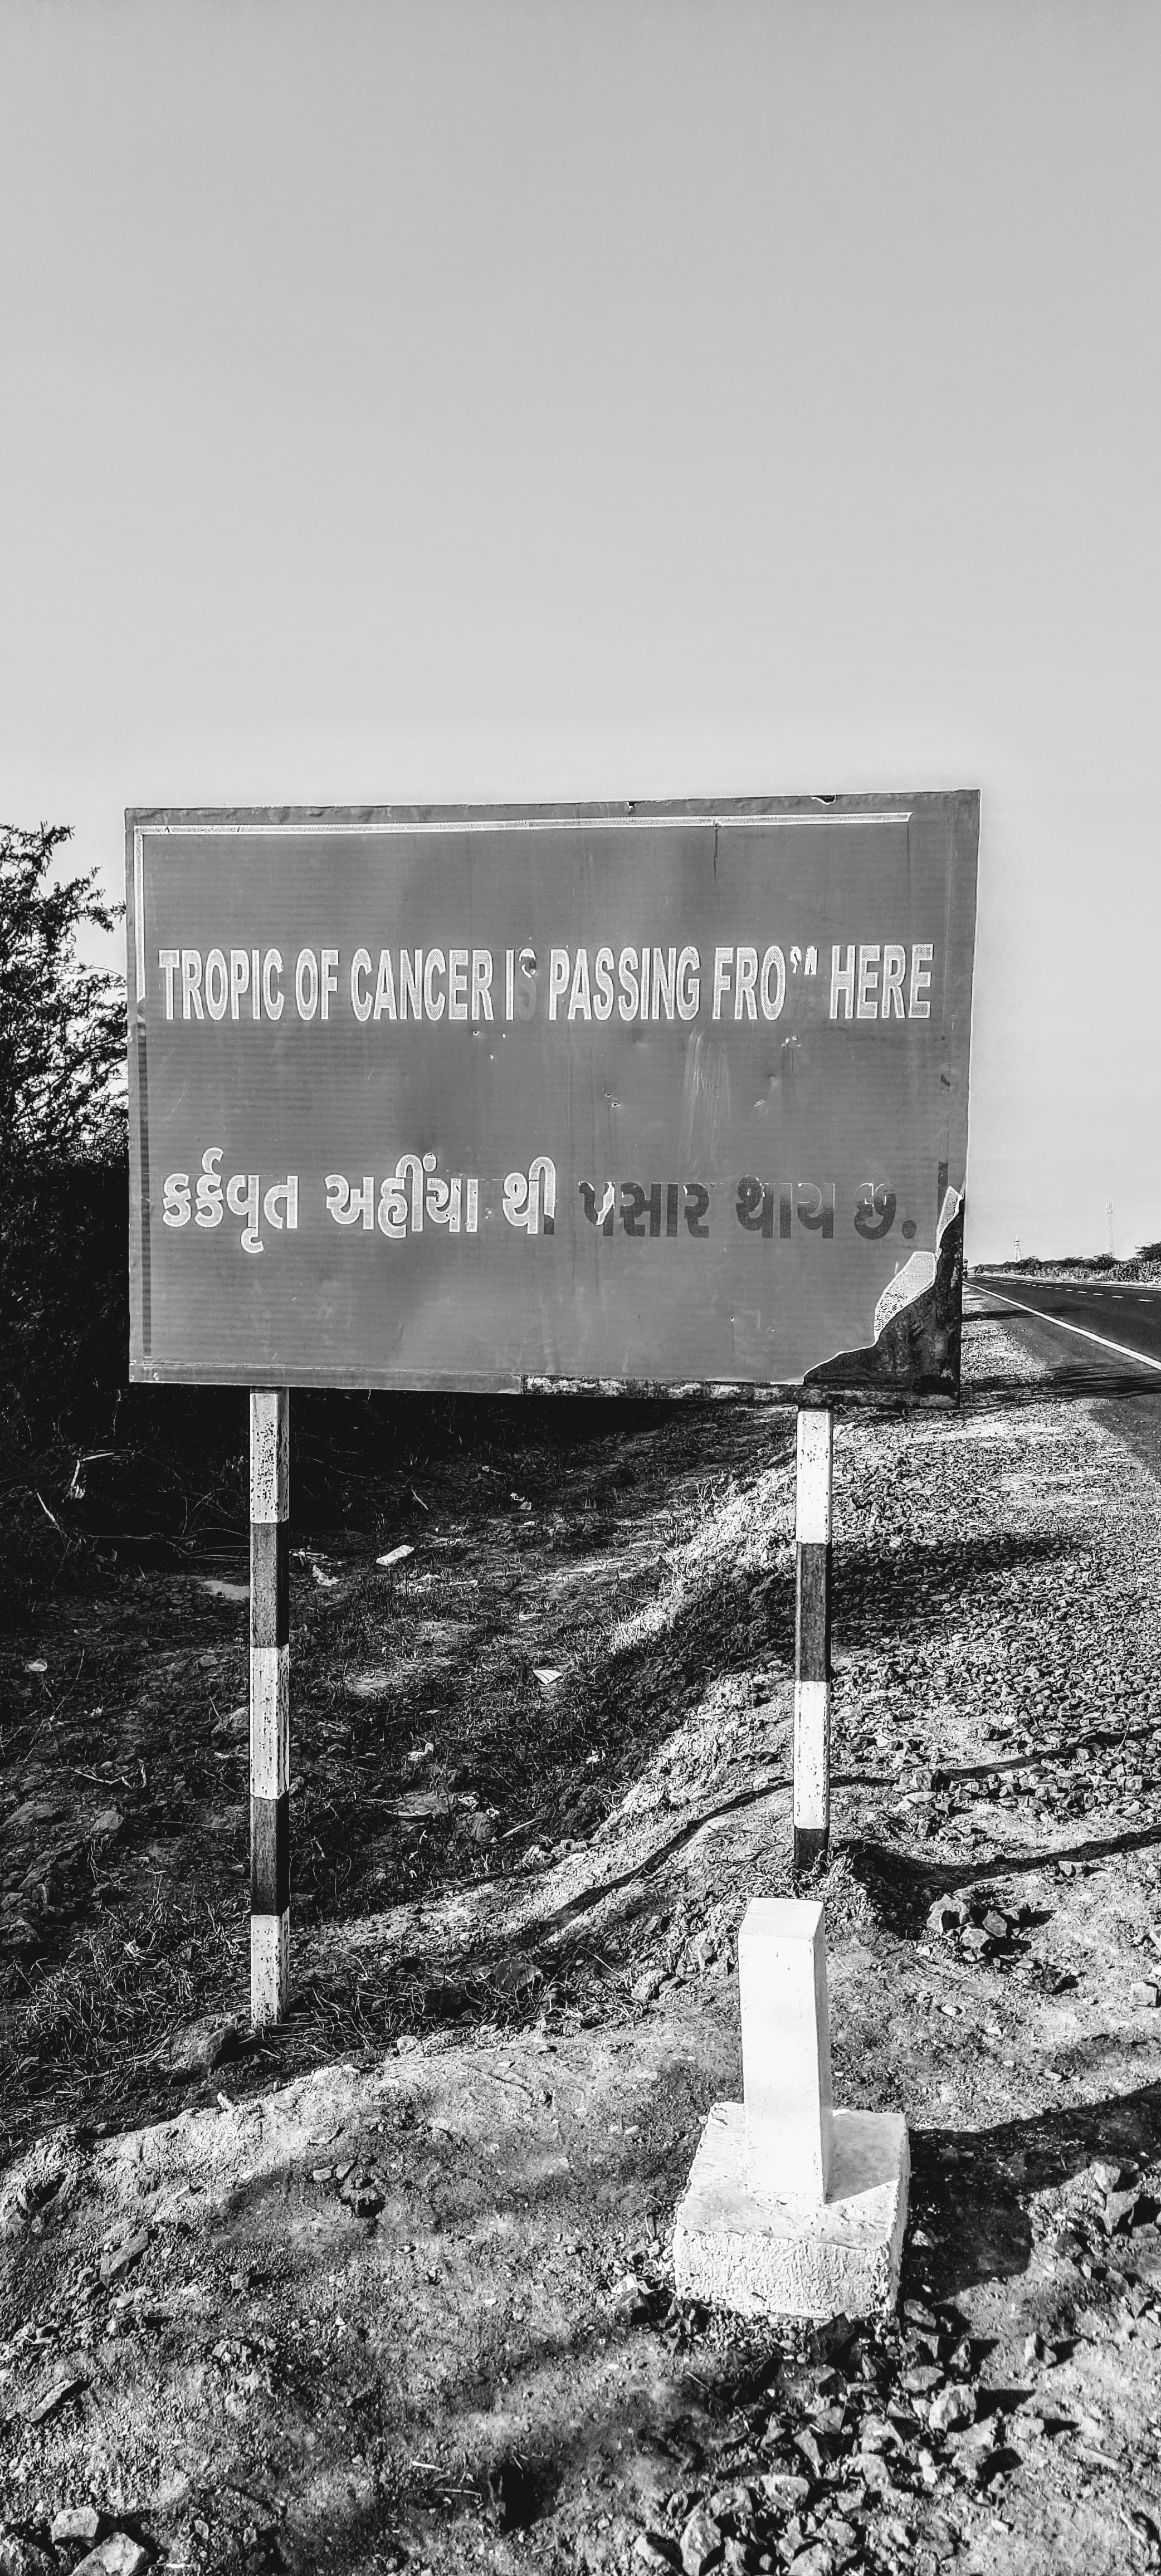 TROPIC OF CANCER IS PASSING FROM HERE
કર્કવૃત અહીંયા થી પસાર થાય છે.